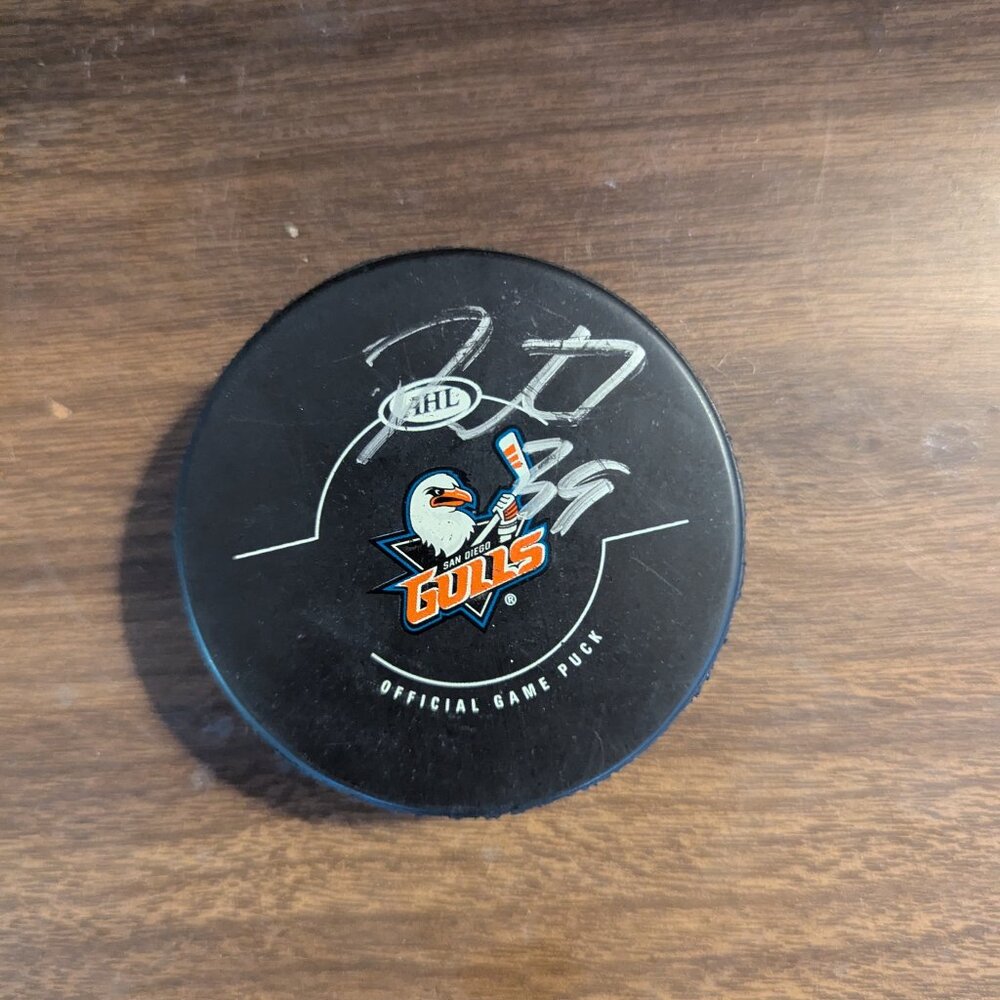 AHL
39
SAN DIEGO
GULLS
®
OFFICIAL GAME PUCK